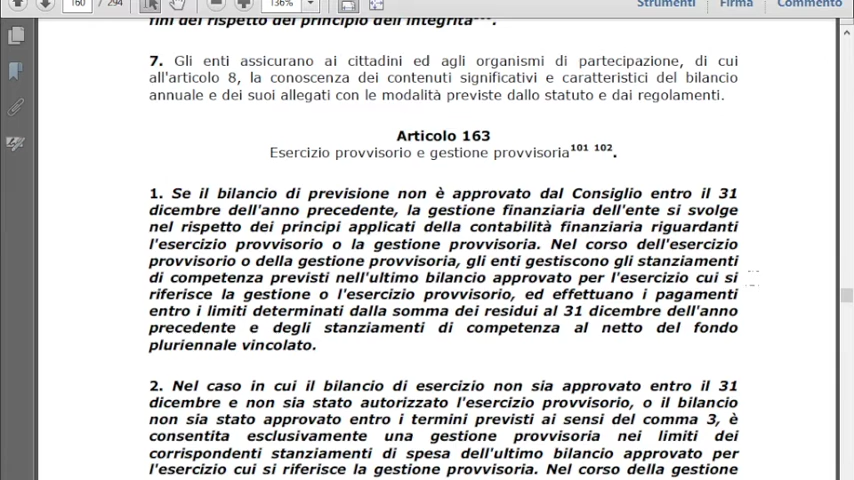 160 / 294 136% Strumenti Firma Commento
fini del rispetto del principio dell'integrità
7. Gli enti assicurano ai cittadini ed agli organismi di partecipazione, di cui
all'articolo 8, la conoscenza dei contenuti significativi e caratteristici del bilancio
annuale e dei suoi allegati con le modalità previste dallo statuto e dai regolamenti.
Articolo 163
Esercizio provvisorio e gestione provvisoria101 102.
1. Se il bilancio di previsione non è approvato dal Consiglio entro il 31
dicembre dell'anno precedente, la gestione finanziaria dell'ente si svolge
nel rispetto dei principi applicati della contabilità finanziaria riguardanti
l'esercizio provvisorio o la gestione provvisoria. Nel corso dell'esercizio
provvisorio o della gestione provvisoria, gli enti gestiscono gli stanziamenti
di competenza previsti nell'ultimo bilancio approvato per l'esercizio cui si
riferisce la gestione o l'esercizio provvisorio, ed effettuano i pagamenti
entro i limiti determinati dalla somma dei residui al 31 dicembre dell'anno
precedente e degli stanziamenti di competenza al netto del fondo
pluriennale vincolato.
2. Nel caso in cui il bilancio di esercizio non sia approvato entro il 31
dicembre e non sia stato autorizzato l'esercizio provvisorio, o il bilancio
non sia stato approvato entro i termini previsti ai sensi del comma 3, è
consentita esclusivamente una gestione provvisoria nei limiti dei
corrispondenti stanziamenti di spesa dell'ultimo bilancio approvato per
l'esercizio cui si riferisce la gestione provvisoria. Nel corso della gestione